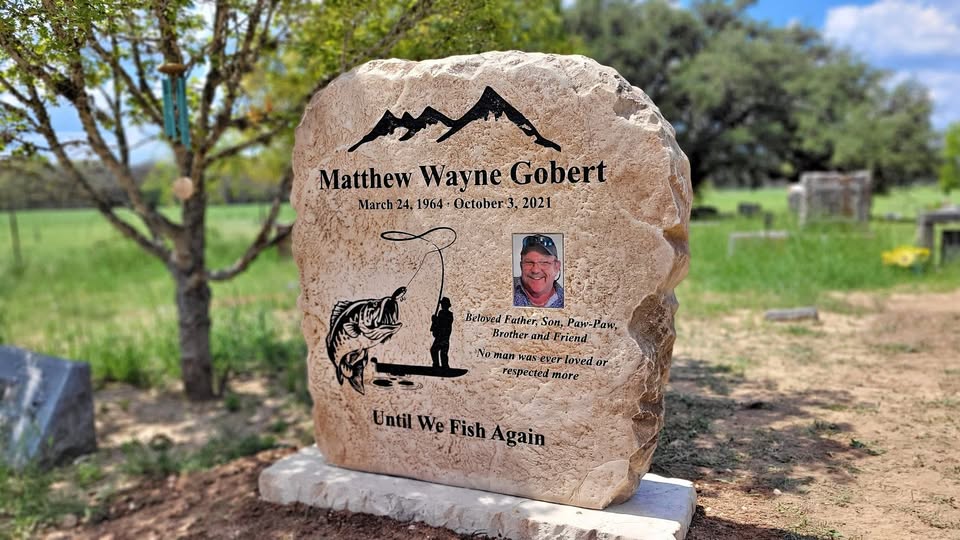 Matthew Wayne Gobert
March 24, 1964 · October 3, 2021
Beloved Father, Son, Paw-Paw,
Brother and Friend
No man was ever loved or
respected more
Until We Fish Again